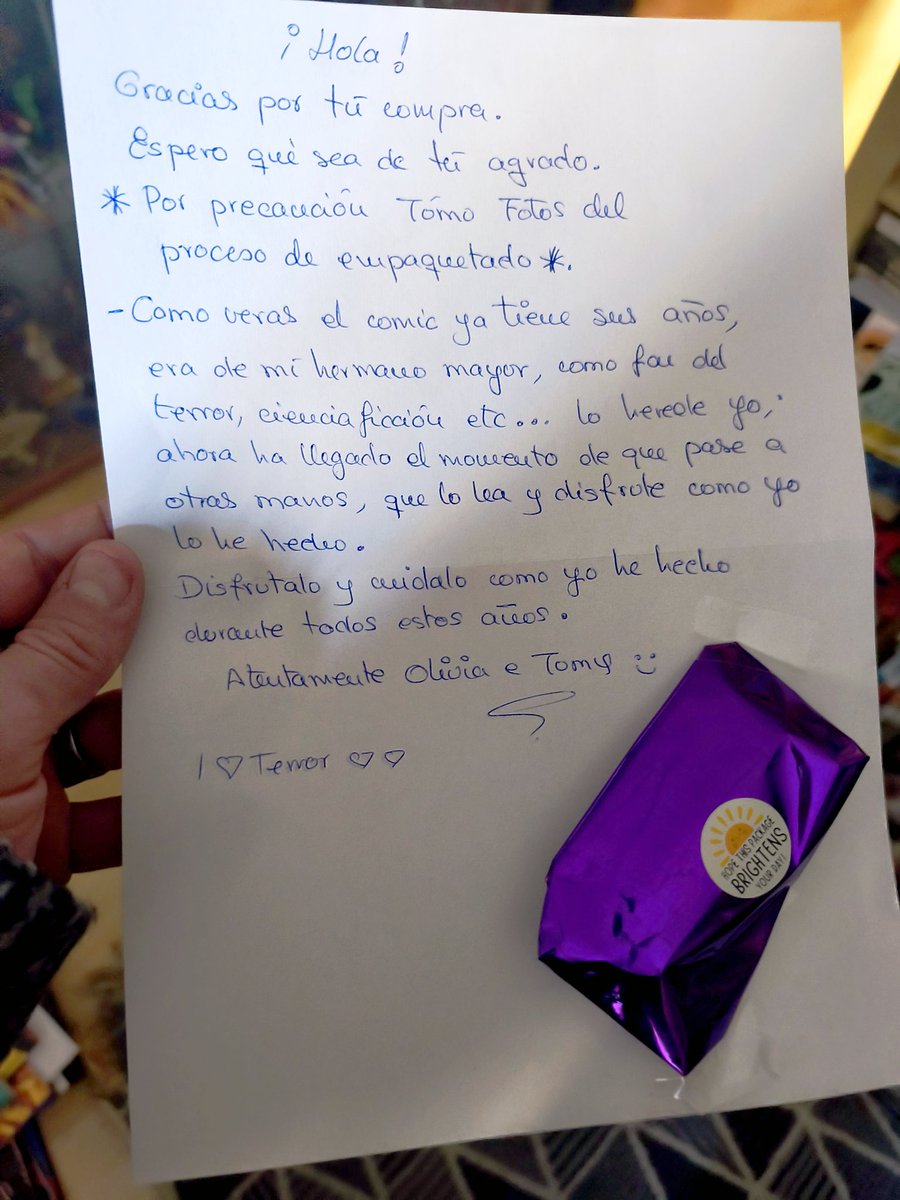 ¡Hola!
Gracias por tú compra.
Espero qué sea de tú agrado.
* Por precaución Tómo Fotos del
proceso de empaquetado *.
- Como veras el comic ya tiene sus años,
era de mí hermano mayor, como fan del
terror, ciencia ficción etc... lo heredé yo,
ahora ha llegado el momento de que pase a
otras manos, que lo lea y disfrute como yo
lo he hecho.
Disfrutalo y cuidalo como yo he hecho
durante todos estos años.
Atentamente Olivia e Tomy :)
I ♡ Terror ♡ ♡
HOPE THIS PACKAGE
BRIGHTENS
YOUR DAY!